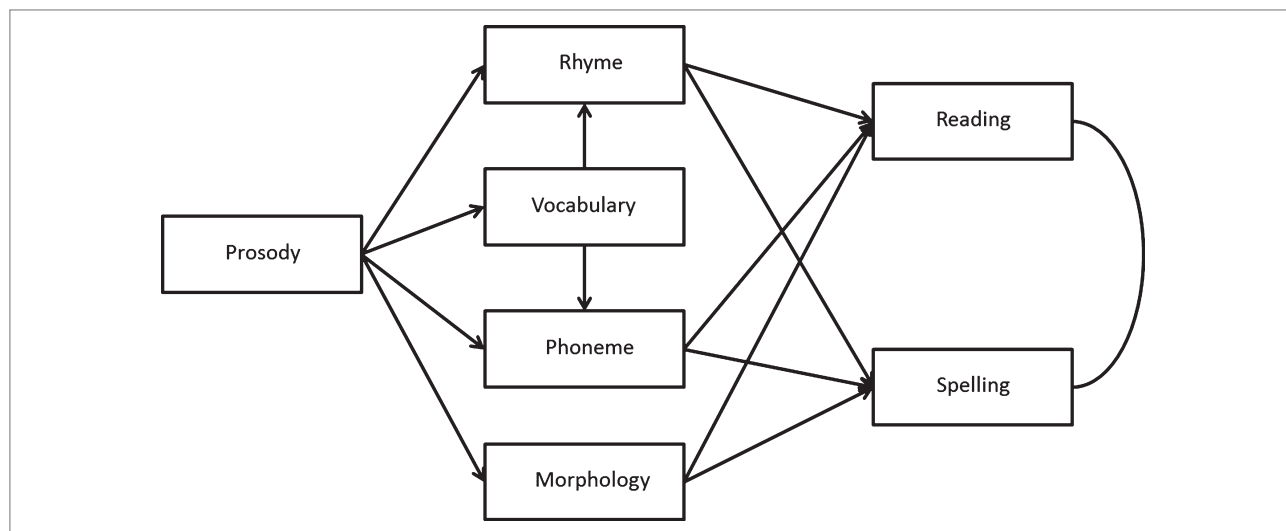 Rhyme
Reading
Vocabulary
Prosody
Phoneme
Spelling
Morphology